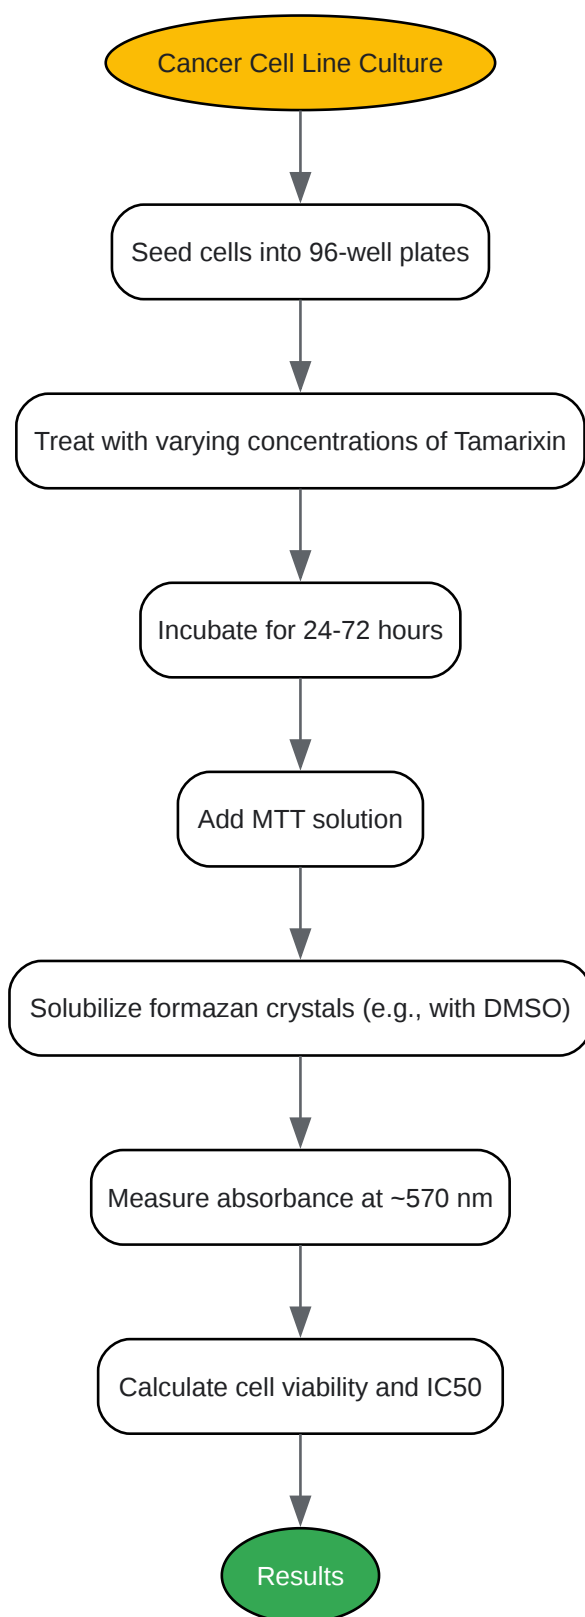 Cancer Cell Line Culture
Seed cells into 96-well plates
Treat with varying concentrations of Tamarixin
Incubate for 24-72 hours
Add MTT solution
Solubilize formazan crystals (e.g., with DMSO)
Measure absorbance at ~570 nm
Calculate cell viability and IC50
Results